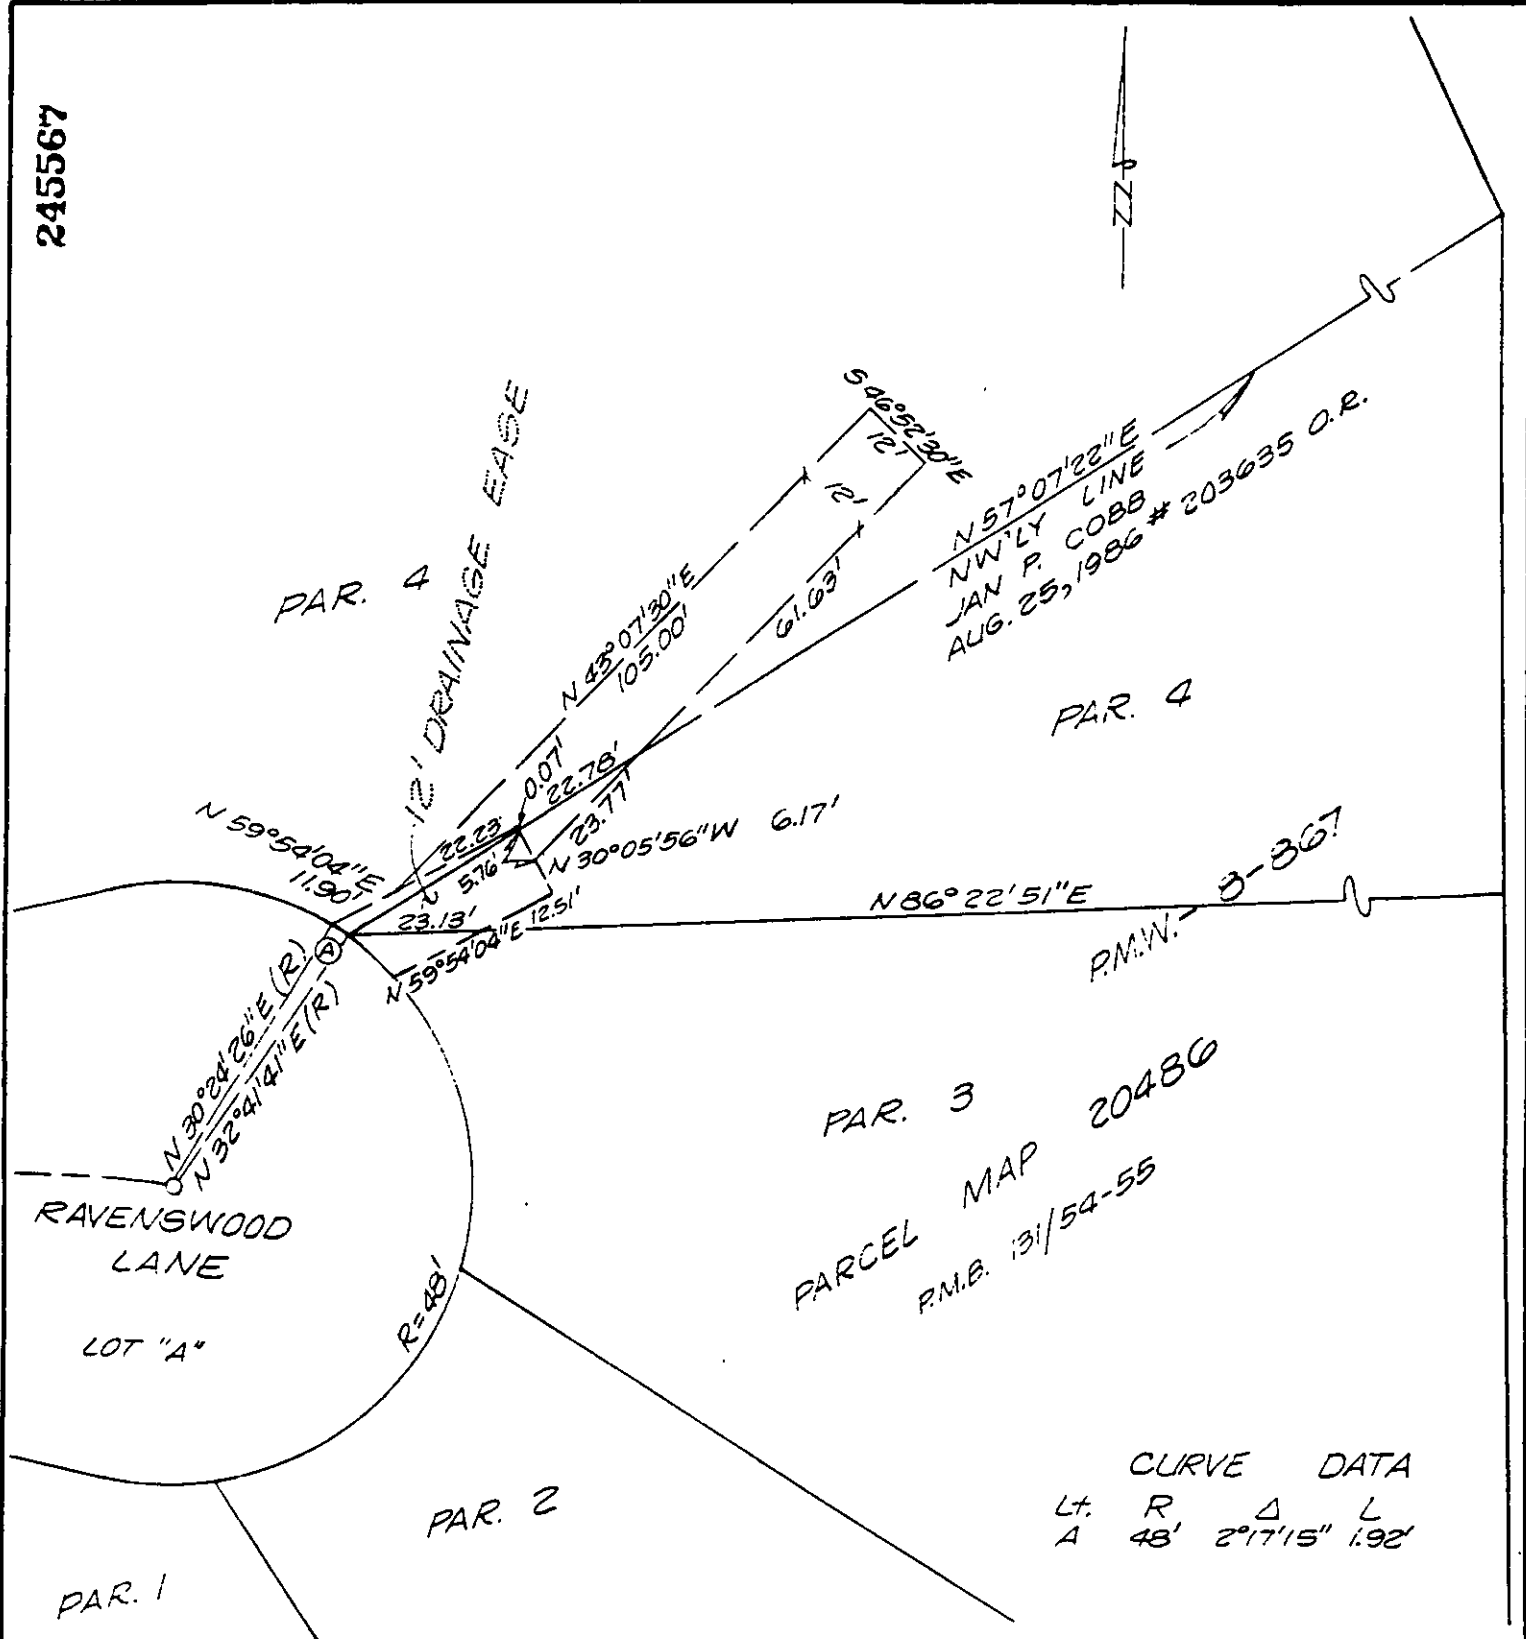 245567
N
S 46°52'30"E
12'
12'
N 57°07'22"E
NW'LY LINE
JAN P. COBB
AUG. 25, 1986 # 203635 O.R.
12' DRAINAGE EASE
PAR. 4
N 43°07'30"E
105.00'
61.63'
PAR. 4
0.07'
22.78'
23.77'
N 59°54'04"E
11.90'
22.23'
5.76'
N 30°05'56"W 6.17'
23.13'
N 59°54'04"E 12.51'
N 86°22'51"E
P.M.W.- B-867
A
N 30°24'26"E (R)
N 32°41'41"E (R)
RAVENSWOOD
LANE
LOT "A"
R=48'
PAR. 3
PARCEL MAP 20486
P.M.B. 131/54-55
PAR. 2
PAR. 1
CURVE DATA
Lt. R Δ L
A 48' 2°17'15" 1.92'